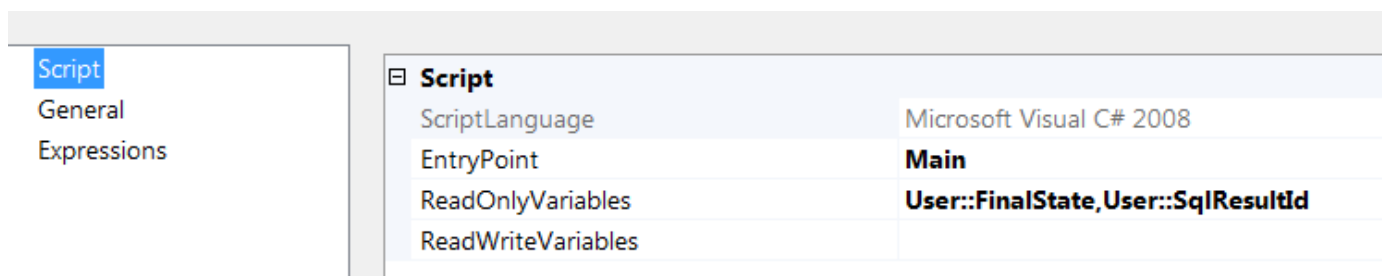 Script
General
Expressions
Script
ScriptLanguage Microsoft Visual C# 2008
EntryPoint Main
ReadOnlyVariables User::FinalState,User::SqlResultId
ReadWriteVariables